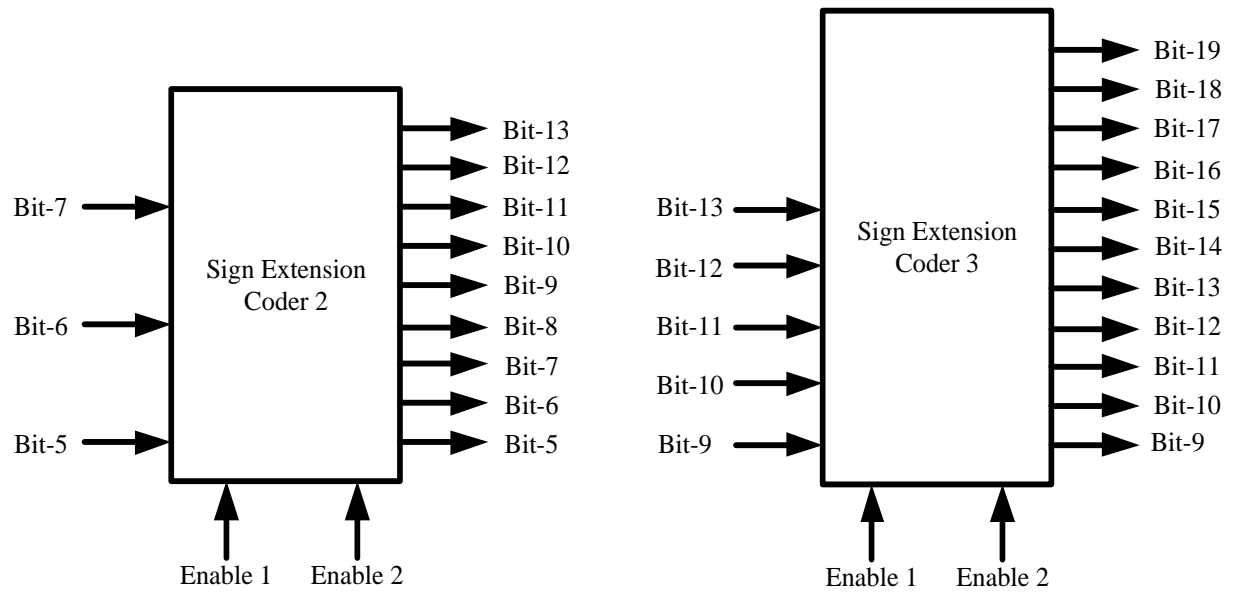 Bit-7
Bit-6
Bit-5
Sign Extension
Coder 2
Bit-13
Bit-12
Bit-11
Bit-10
Bit-9
Bit-8
Bit-7
Bit-6
Bit-5
Enable 1
Enable 2
Bit-13
Bit-12
Bit-11
Bit-10
Bit-9
Sign Extension
Coder 3
Bit-19
Bit-18
Bit-17
Bit-16
Bit-15
Bit-14
Bit-13
Bit-12
Bit-11
Bit-10
Bit-9
Enable 1
Enable 2